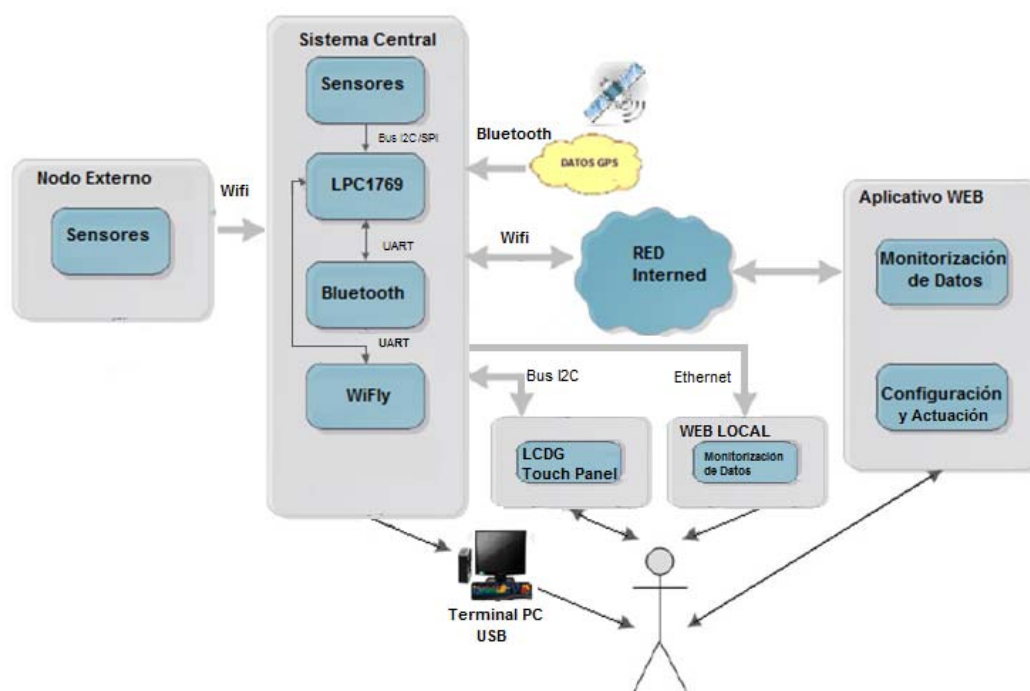 Sistema Central
Sensores
Bus I2C/SPI
LPC1769
UART
Bluetooth
UART
WiFly
Nodo Externo
Sensores
Wifi
Bluetooth
DATOS GPS
Wifi
RED
Interned
Aplicativo WEB
Monitorización
de Datos
Configuración
y Actuación
Bus I2C
Ethernet
LCDG
Touch Panel
WEB LOCAL
Monitorización
de Datos
Terminal PC
USB